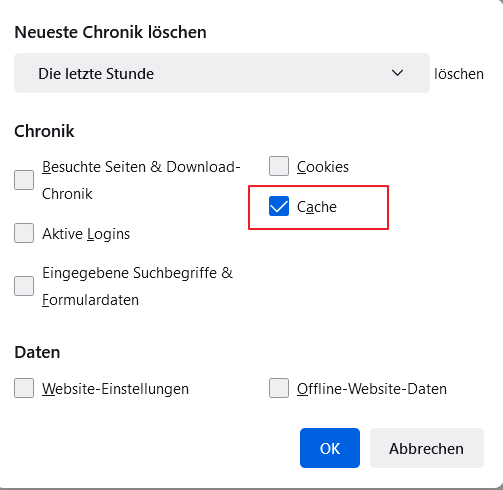 Neueste Chronik löschen
Die letzte Stunde
löschen
Chronik
Besuchte Seiten & Download-
Chronik
Cookies
Cache
Aktive Logins
Eingegebene Suchbegriffe &
Formulardaten
Daten
Website-Einstellungen
Offline-Website-Daten
OK
Abbrechen